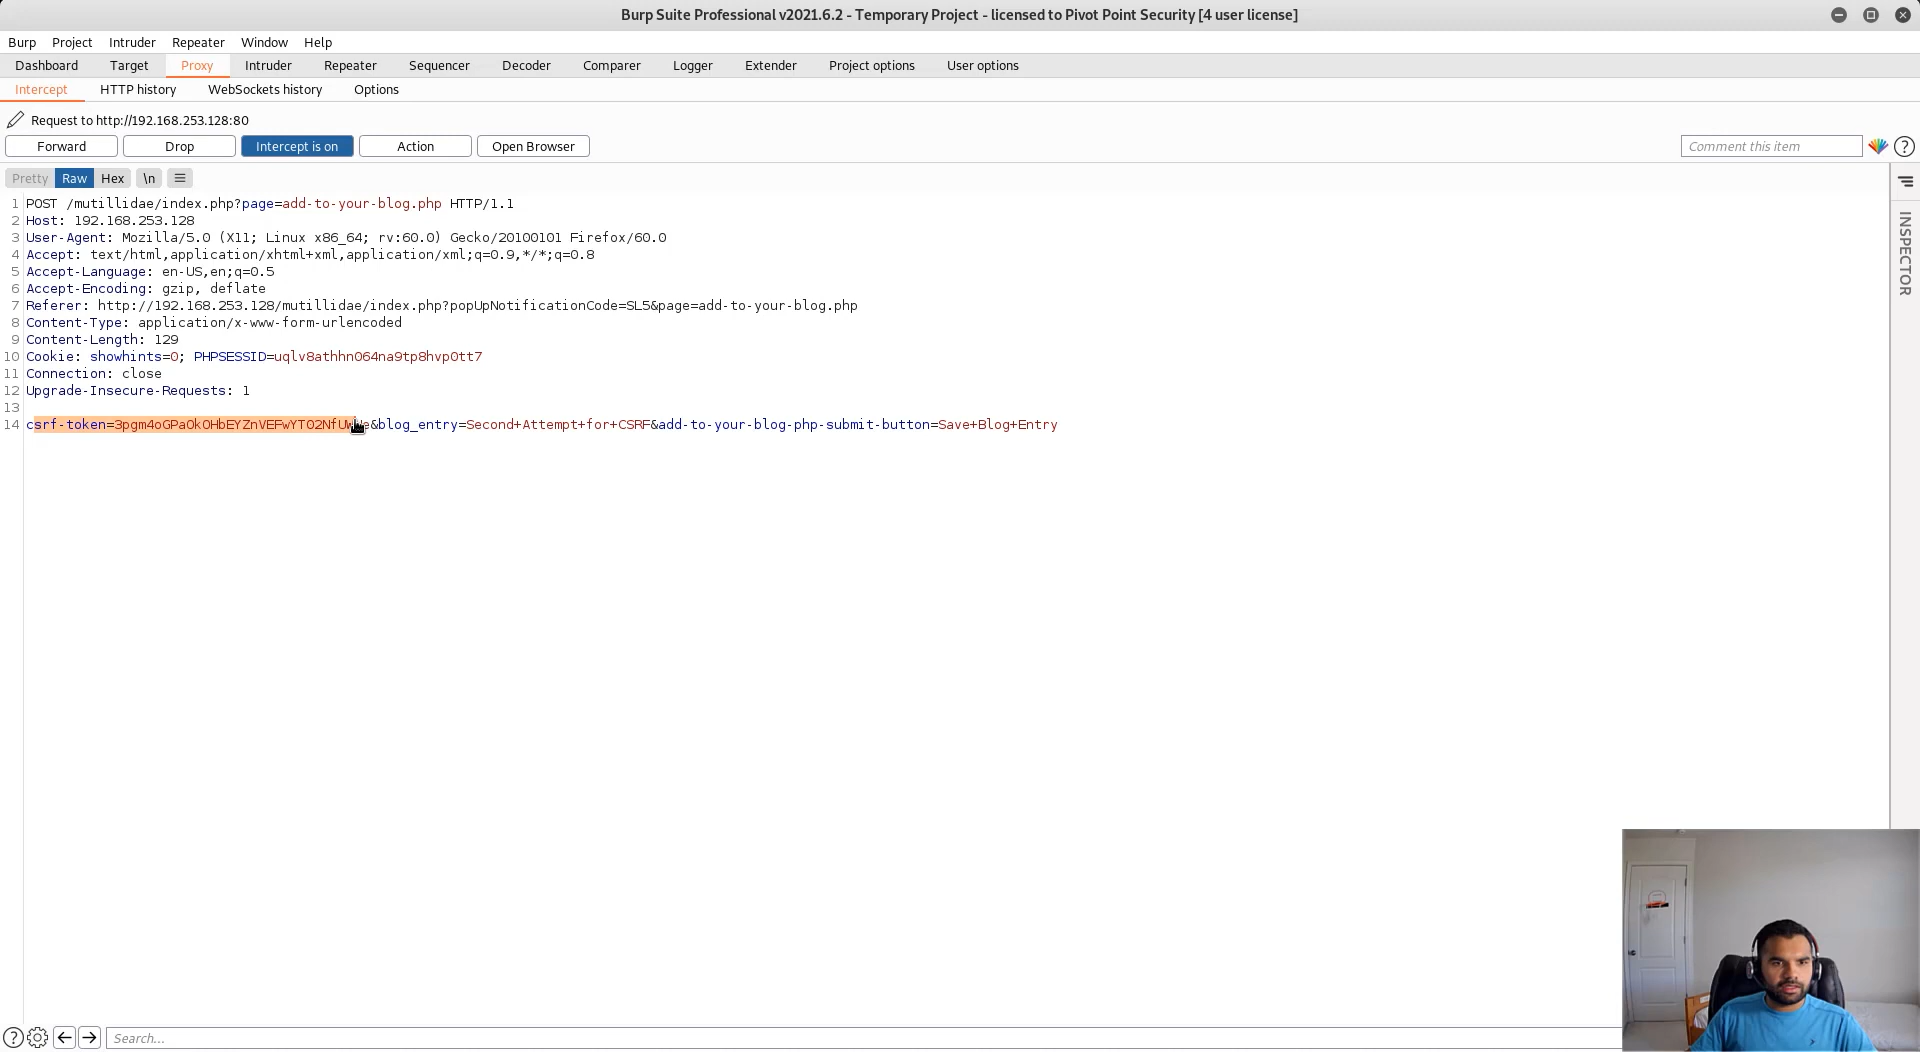 Burp Suite Professional v2021.6.2 - Temporary Project - licensed to Pivot Point Security [4 user license]
Burp Project Intruder Repeater Window Help
Dashboard Target Proxy Intruder Repeater Sequencer Decoder Comparer Logger Extender Project options User options
Intercept HTTP history WebSockets history Options
Request to http://192.168.253.128:80
Forward Drop Intercept is on Action Open Browser Comment this item ?
Pretty Raw Hex \n
INSPECTOR
1 POST /mutillidae/index.php?page=add-to-your-blog.php HTTP/1.1
2 Host: 192.168.253.128
3 User-Agent: Mozilla/5.0 (X11; Linux x86_64; rv:60.0) Gecko/20100101 Firefox/60.0
4 Accept: text/html,application/xhtml+xml,application/xml;q=0.9,*/*;q=0.8
5 Accept-Language: en-US,en;q=0.5
6 Accept-Encoding: gzip, deflate
7 Referer: http://192.168.253.128/mutillidae/index.php?popUpNotificationCode=SL5&page=add-to-your-blog.php
8 Content-Type: application/x-www-form-urlencoded
9 Content-Length: 129
10 Cookie: showhints=0; PHPSESSID=uqlv8athhn064na9tp8hvp0tt7
11 Connection: close
12 Upgrade-Insecure-Requests: 1
13
14 csrf-token= &blog_entry=Second+Attempt+for+CSRF&add-to-your-blog-php-submit-button=Save+Blog+Entry
? Search...